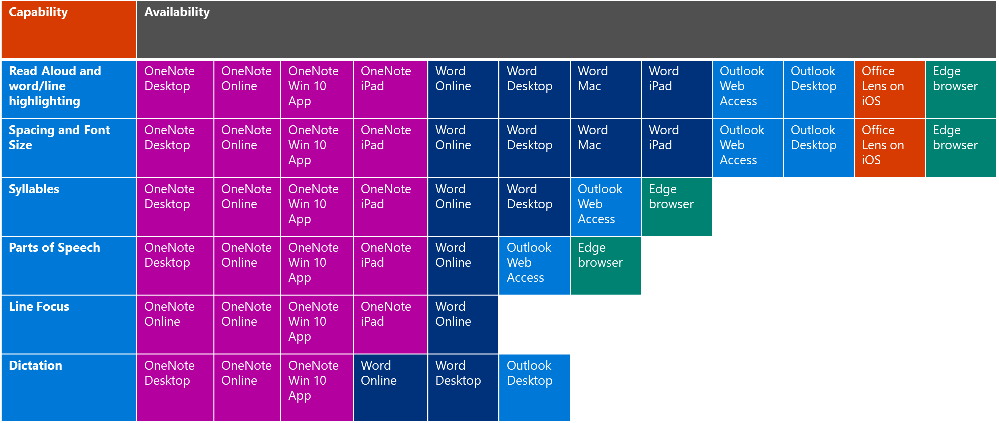 Capability
Availability
Read Aloud and
word/line
highlighting
OneNote
Desktop
OneNote
Online
OneNote
Win 10
App
OneNote
iPad
Word
Online
Word
Desktop
Word
Mac
Word
iPad
Outlook
Web
Access
Outlook
Desktop
Office
Lens on
iOS
Edge
browser
Spacing and Font
Size
OneNote
Desktop
OneNote
Online
OneNote
Win 10
App
OneNote
iPad
Word
Online
Word
Desktop
Word
Mac
Word
iPad
Outlook
Web
Access
Outlook
Desktop
Office
Lens on
iOS
Edge
browser
Syllables
OneNote
Desktop
OneNote
Online
OneNote
Win 10
App
OneNote
iPad
Word
Online
Word
Desktop
Outlook
Web
Access
Edge
browser
Parts of Speech
OneNote
Desktop
OneNote
Online
OneNote
Win 10
App
OneNote
iPad
Word
Online
Outlook
Web
Access
Edge
browser
Line Focus
OneNote
Online
OneNote
Online
OneNote
Win 10
App
OneNote
iPad
Word
Online
Dictation
OneNote
Desktop
OneNote
Online
OneNote
Win 10
App
Word
Online
Word
Desktop
Outlook
Desktop